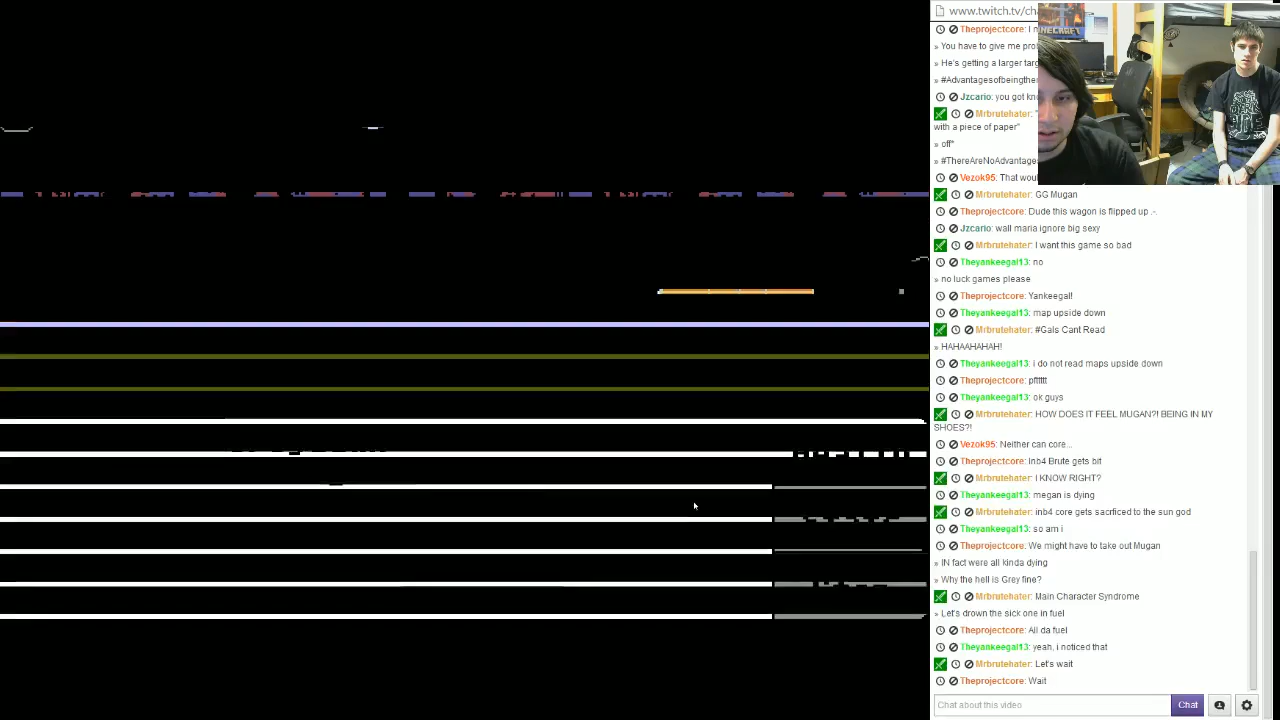 www.twitch.tv/ch
MINECRAFT
Theprojectcore: I
» You have to give me pro
» He's getting a larger targ
» #Advantagesofbeingther
Jzcario: you got kn
Mrbrutehater: "
with a piece of paper"
» off*
» #ThereAreNoAdvantage
Vezok95: That wou
Mrbrutehater: GG Mugan
Theprojectcore: Dude this wagon is flipped up .-.
Jzcario: wall maria ignore big sexy
Mrbrutehater: I want this game so bad
Theyankeegal13: no
» no luck games please
Theprojectcore: Yankeegal!
Theyankeegal13: map upside down
Mrbrutehater: #Gals Cant Read
» HAHAAHAHAH!
Theyankeegal13: i do not read maps upside down
Theprojectcore: pfttttt
Theyankeegal13: ok guys
Mrbrutehater: HOW DOES IT FEEL MUGAN?! BEING IN MY
SHOES?!
Vezok95: Neither can core...
Theprojectcore: Inb4 Brute gets bit
Mrbrutehater: I KNOW RIGHT?
Theyankeegal13: megan is dying
Mrbrutehater: inb4 core gets sacrficed to the sun god
Theyankeegal13: so am i
Theprojectcore: We might have to take out Mugan
» IN fact were all kinda dying
» Why the hell is Grey fine?
Mrbrutehater: Main Character Syndrome
» Let's drown the sick one in fuel
Theprojectcore: All da fuel
Theyankeegal13: yeah, i noticed that
Mrbrutehater: Let's wait
Theprojectcore: Wait
Chat about this video
Chat